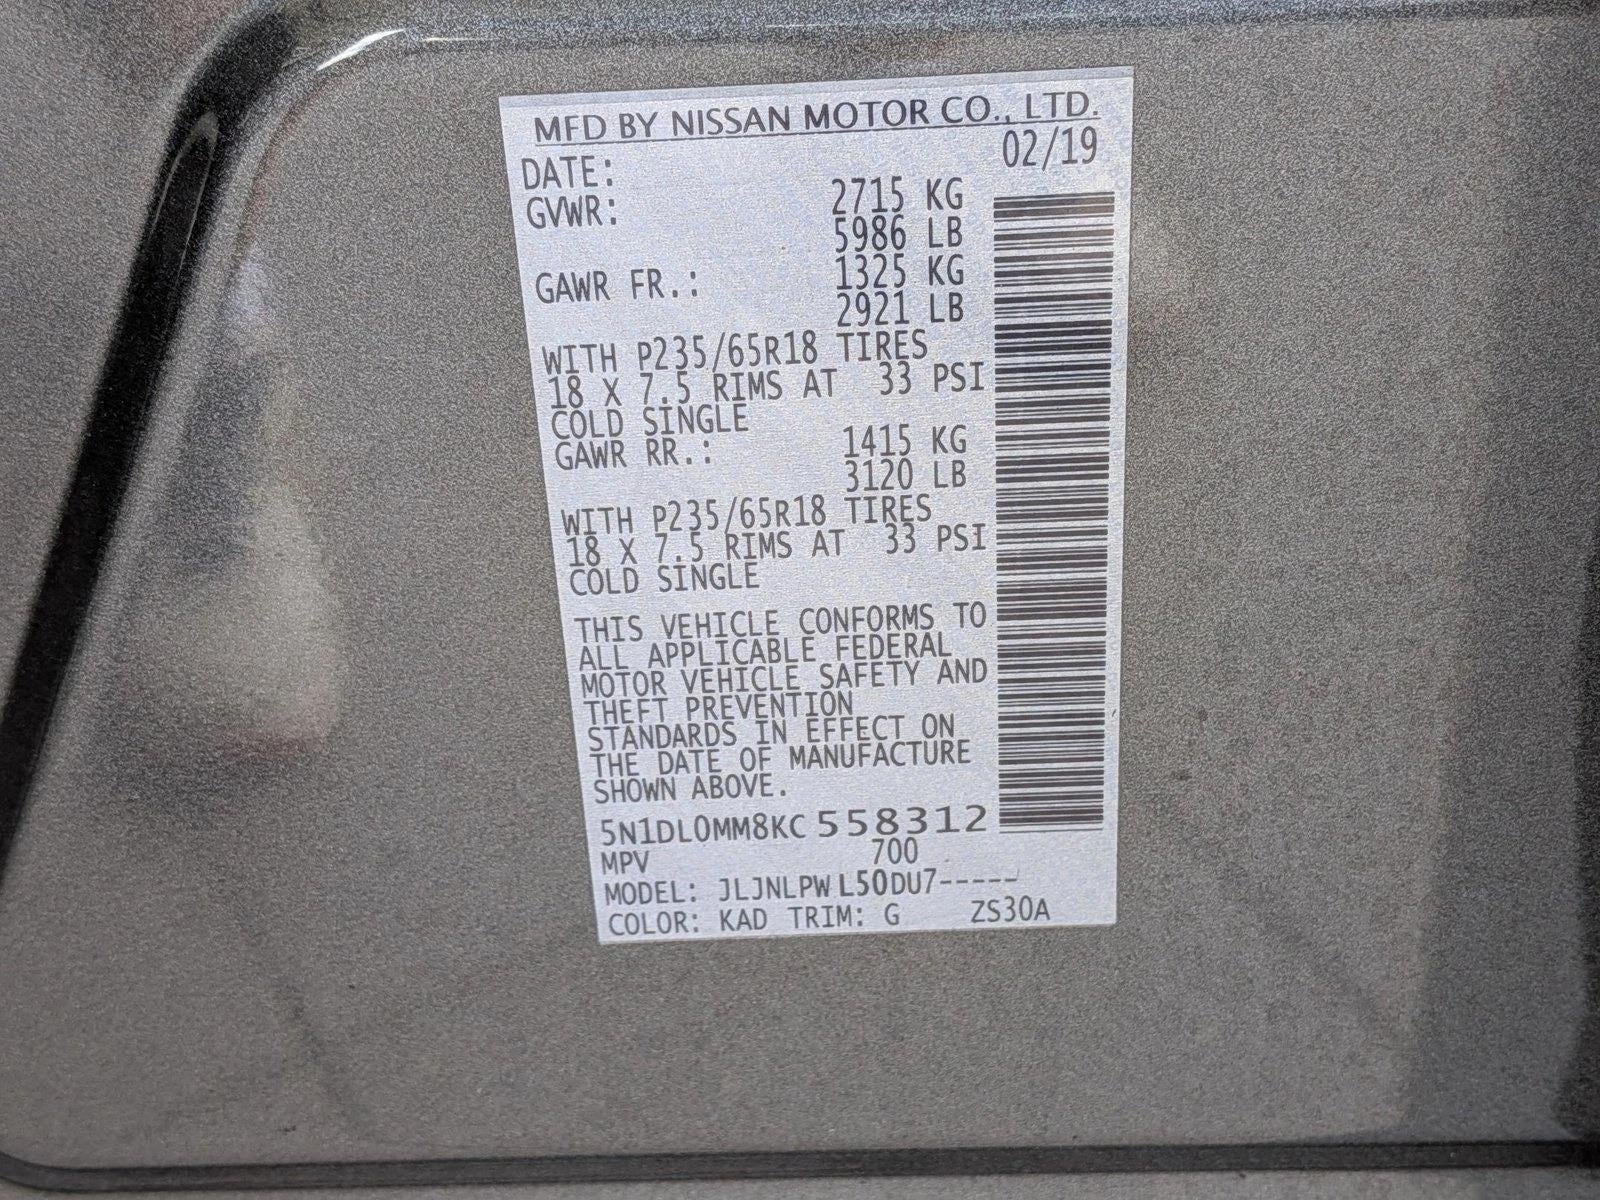 MFD BY NISSAN MOTOR CO., LTD.
DATE: 02/19
GVWR: 2715 KG
5986 LB
GAWR FR.: 1325 KG
2921 LB
WITH P235/65R18 TIRES
18 X 7.5 RIMS AT 33 PSI
COLD SINGLE
GAWR RR.: 1415 KG
3120 LB
WITH P235/65R18 TIRES
18 X 7.5 RIMS AT 33 PSI
COLD SINGLE
THIS VEHICLE CONFORMS TO
ALL APPLICABLE FEDERAL
MOTOR VEHICLE SAFETY AND
THEFT PREVENTION
STANDARDS IN EFFECT ON
THE DATE OF MANUFACTURE
SHOWN ABOVE.
5N1DL0MM8KC 558312
MPV 700
MODEL: JLJNLPW L50DU7-----
COLOR: KAD TRIM: G ZS30A